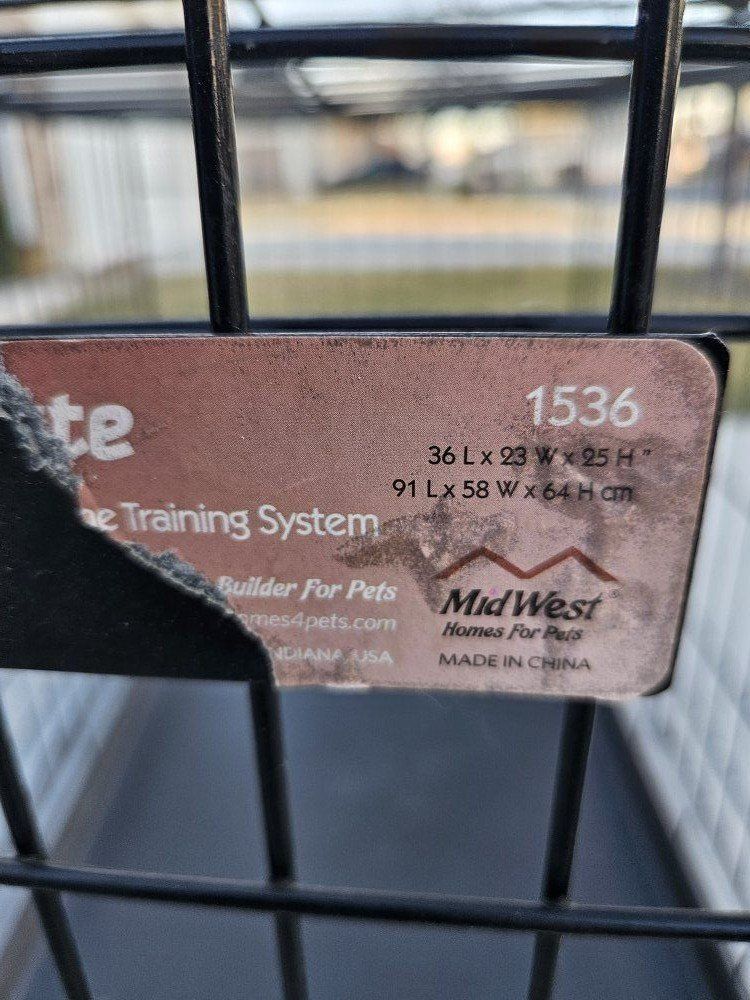 te
1536
36 L x 23 W x 25 H "
91 L x 58 W x 64 H cm
e Training System
Builder For Pets
mes4pets.com
NDIANA, USA
MidWest®
Homes For Pets
MADE IN CHINA